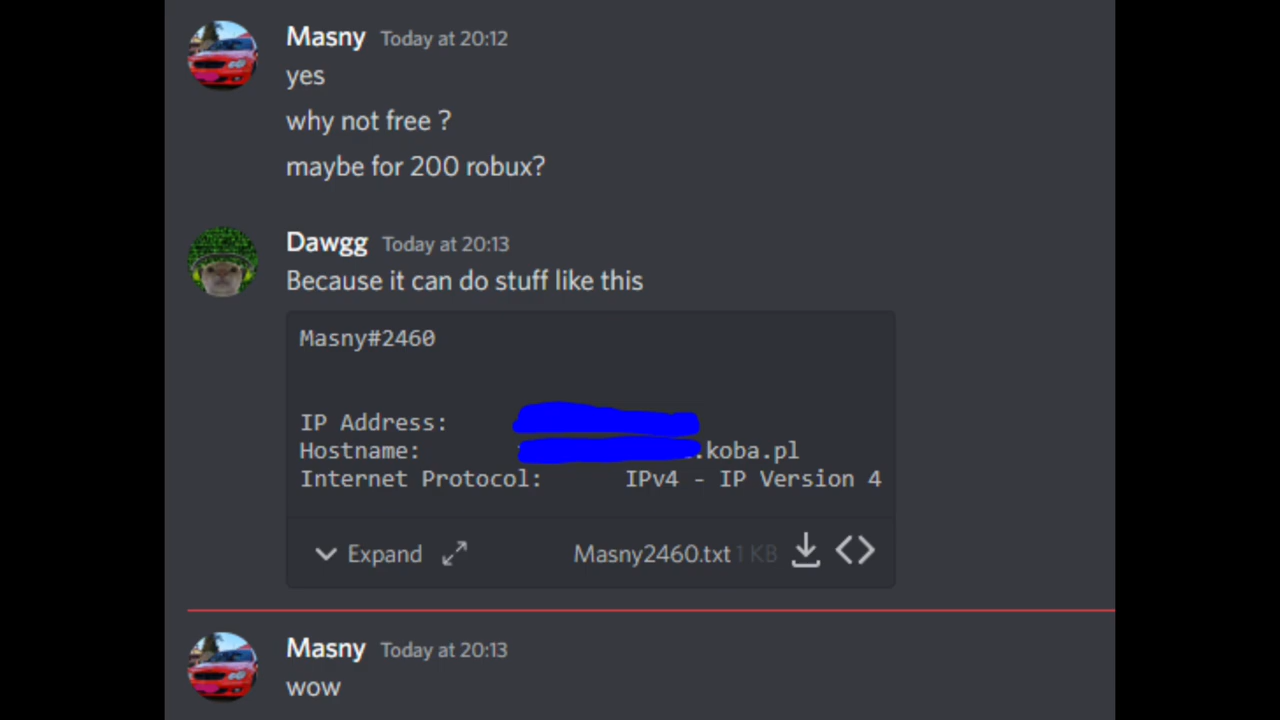 Masny Today at 20:12
yes
why not free ?
maybe for 200 robux?
Dawgg Today at 20:13
Because it can do stuff like this
Masny#2460
IP Address:
Hostname: .koba.pl
Internet Protocol: IPv4 - IP Version 4
Expand Masny2460.txt 1 KB
Masny Today at 20:13
wow